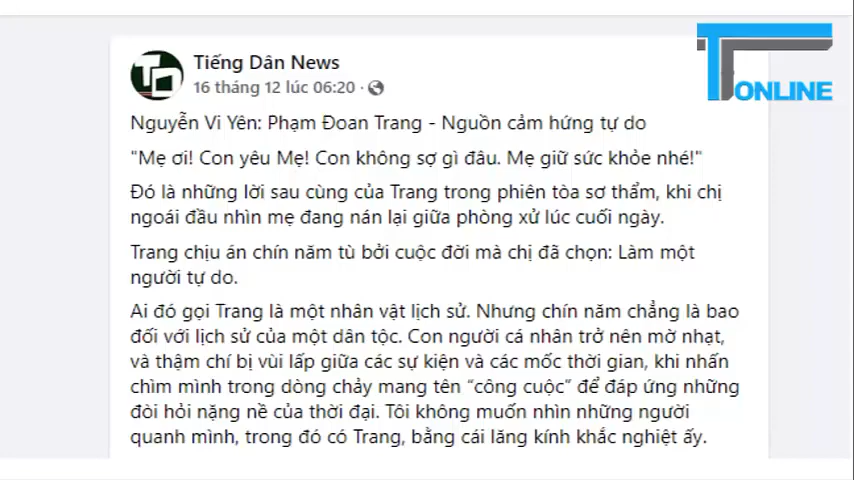 Tiếng Dân News
16 tháng 12 lúc 06:20 ·
Nguyễn Vi Yên: Phạm Đoan Trang - Nguồn cảm hứng tự do
"Mẹ ơi! Con yêu Mẹ! Con không sợ gì đâu. Mẹ giữ sức khỏe nhé!"
Đó là những lời sau cùng của Trang trong phiên tòa sơ thẩm, khi chị
ngoái đầu nhìn mẹ đang nán lại giữa phòng xử lúc cuối ngày.
Trang chịu án chín năm tù bởi cuộc đời mà chị đã chọn: Làm một
người tự do.
Ai đó gọi Trang là một nhân vật lịch sử. Nhưng chín năm chẳng là bao
đối với lịch sử của một dân tộc. Con người cá nhân trở nên mờ nhạt,
và thậm chí bị vùi lấp giữa các sự kiện và các mốc thời gian, khi nhấn
chìm mình trong dòng chảy mang tên “công cuộc” để đáp ứng những
đòi hỏi nặng nề của thời đại. Tôi không muốn nhìn những người
quanh mình, trong đó có Trang, bằng cái lăng kính khắc nghiệt ấy.
ONLINE